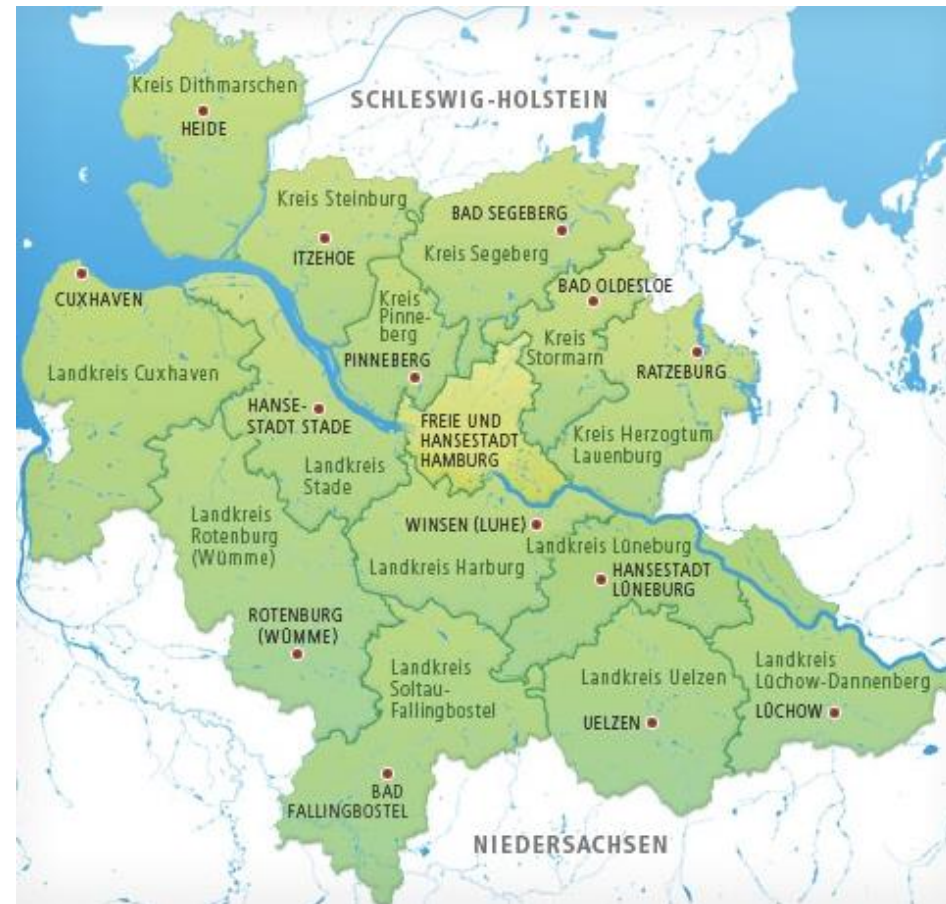 Kreis Dithmarschen
HEIDE
SCHLESWIG-HOLSTEIN
Kreis Steinburg
ITZEHOE
BAD SEGEBERG
Kreis Segeberg
CUXHAVEN
Landkreis Cuxhaven
Kreis
Pinne-
berg
PINNEBERG
BAD OLDESLOE
Kreis
Stormarn
RATZEBURG
HANSE-
STADT STADE
Landkreis
Stade
FREIE UND
HANSESTADT
HAMBURG
Kreis Herzogtum
Lauenburg
Landkreis
Rotenburg
(Wümme)
WINSEN (LUHE)
Landkreis Harburg
Landkreis Lüneburg
HANSESTADT
LÜNEBURG
ROTENBURG
(WÜMME)
Landkreis
Soltau-
Fallingbostel
Landkreis Uelzen
UELZEN
Landkreis
Lüchow-Dannenberg
LÜCHOW
BAD
FALLINGBOSTEL
NIEDERSACHSEN